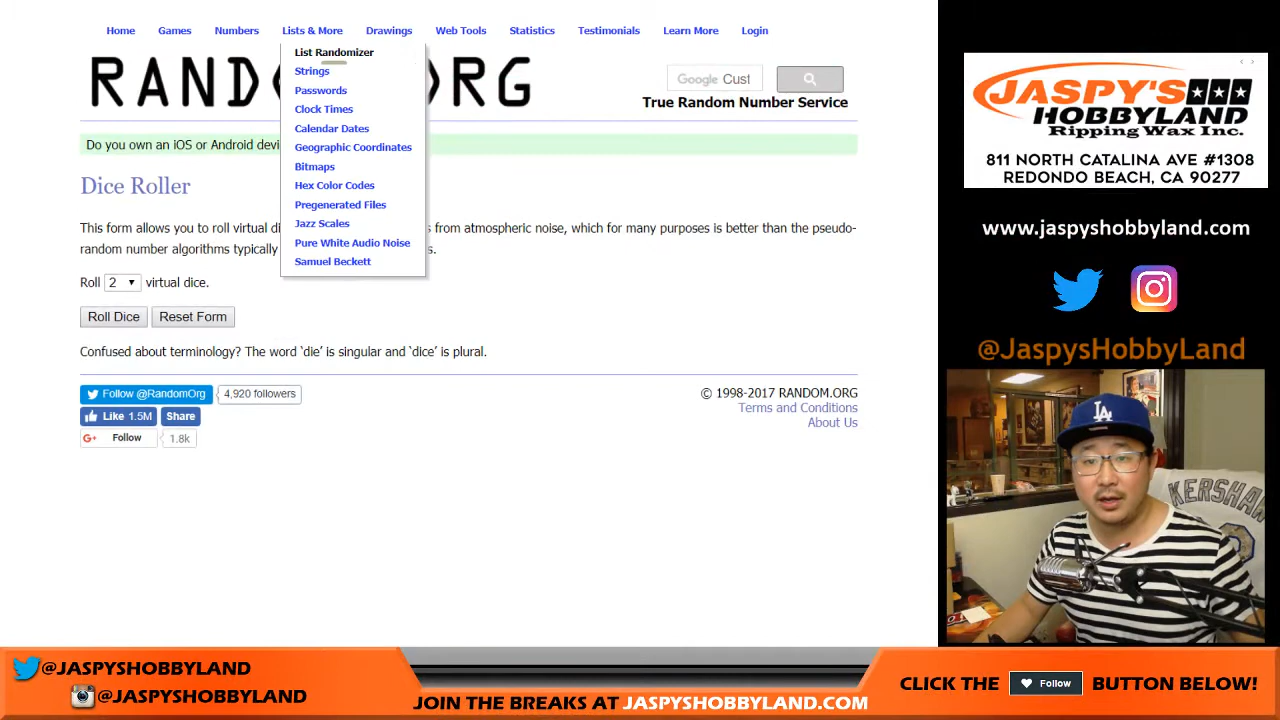 Home Games Numbers Lists & More Drawings Web Tools Statistics Testimonials Learn More Login
List Randomizer
Strings
Passwords
Clock Times
Calendar Dates
Geographic Coordinates
Bitmaps
Hex Color Codes
Pregenerated Files
Jazz Scales
Pure White Audio Noise
Samuel Beckett
RAND ORG
Google Cust
True Random Number Service
Do you own an iOS or Android devi
Dice Roller
This form allows you to roll virtual di s from atmospheric noise, which for many purposes is better than the pseudo-
random number algorithms typically s.
Roll 2 virtual dice.
Roll Dice Reset Form
Confused about terminology? The word ‘die’ is singular and ‘dice’ is plural.
Follow @RandomOrg 4,920 followers
Like 1.5M Share
G+ Follow 1.8k
© 1998-2017 RANDOM.ORG
Terms and Conditions
About Us
JASPY'S
HOBBYLAND
Ripping Wax Inc.
811 NORTH CATALINA AVE #1308
REDONDO BEACH, CA 90277
www.jaspyshobbyland.com
@JaspysHobbyLand
LA
KERSHA
@JASPYSHOBBYLAND
@JASPYSHOBBYLAND
JOIN THE BREAKS AT JASPYSHOBBYLAND.COM
CLICK THE Follow BUTTON BELOW!